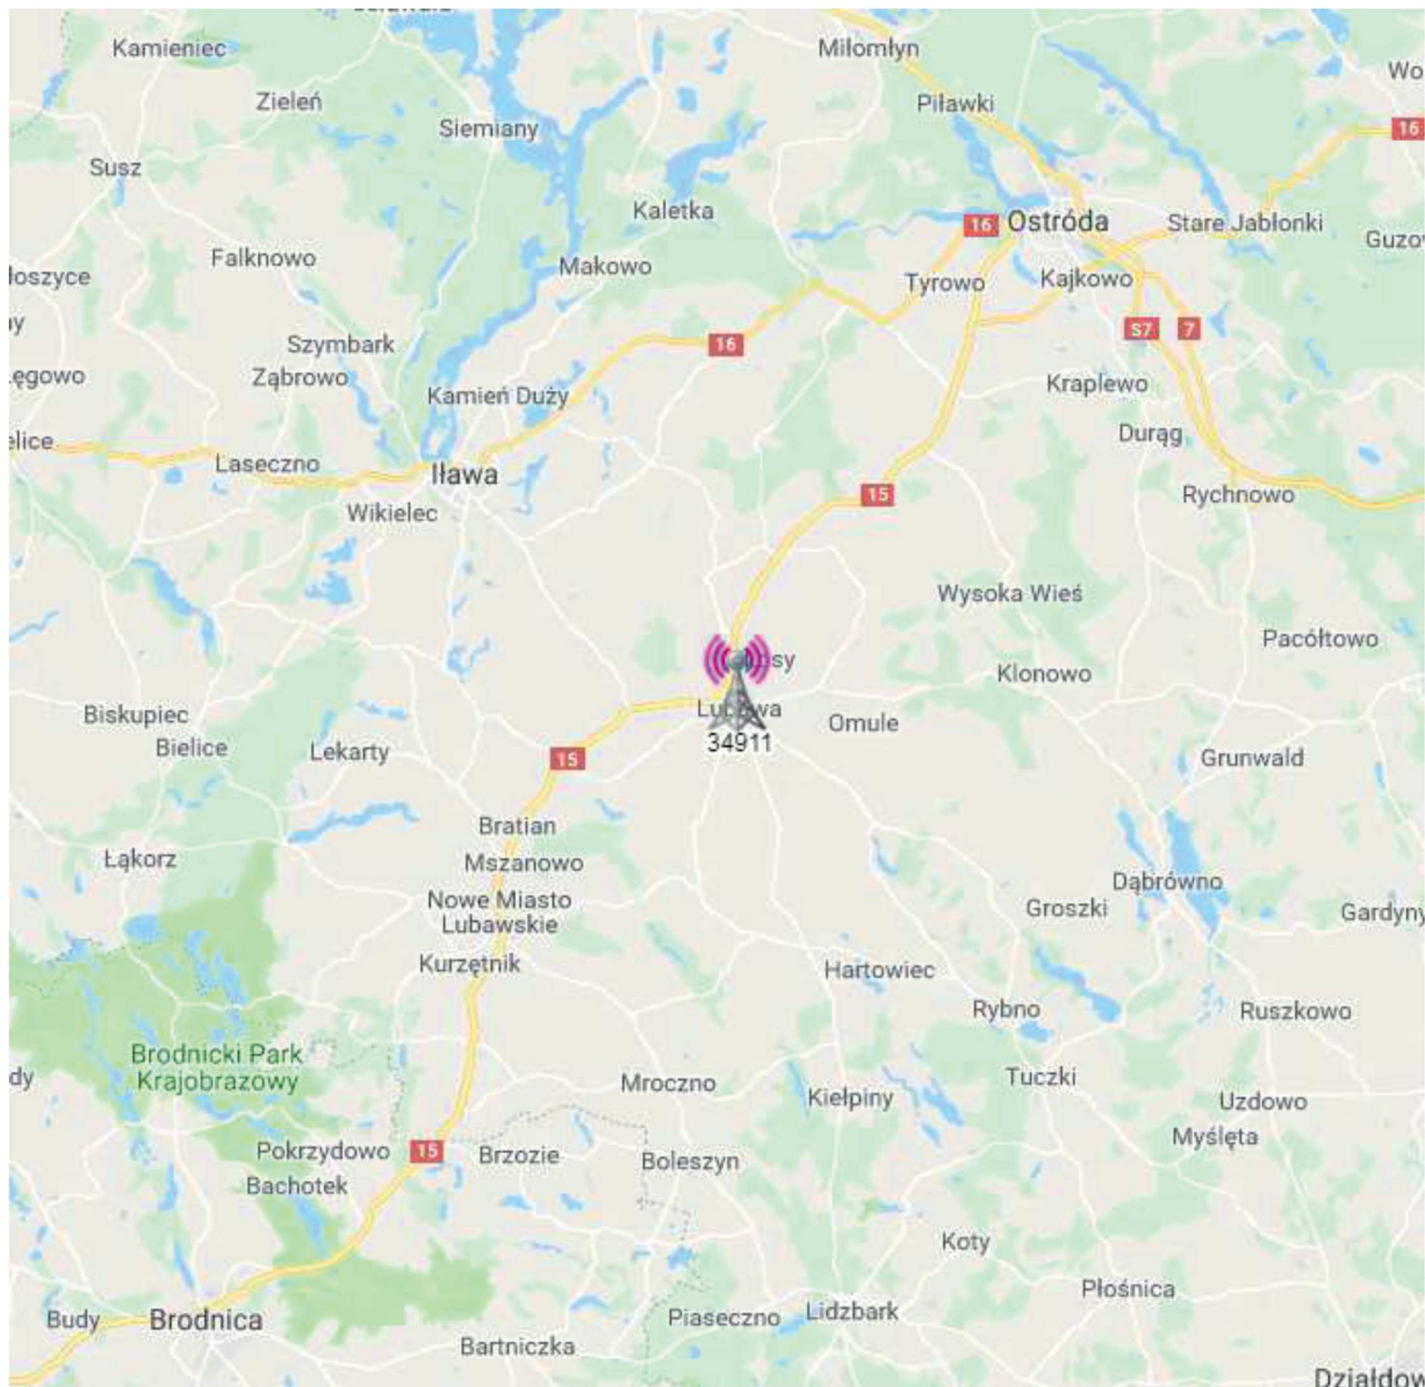 Kamieniec
Miłomłyn
Wo
Zieleń
Piławki
Siemiany
16
Susz
Kaletka
16
Ostróda
Stare Jabłonki
Guzo
Falknowo
Makowo
łoszyce
Tyrowo
Kajkowo
S7
7
Szymbark
16
Ząbrowo
Kamień Duży
Kraplewo
Durąg
elice
Laseczno
Iława
15
Rychnowo
Wikielec
Wysoka Wieś
Pacółtowo
Klonowo
Biskupiec
Omule
Bielice
Lekarty
34911
15
Grunwald
Bratian
Łąkorz
Mszanowo
Dąbrówno
Nowe Miasto
Lubawskie
Groszki
Gardyny
Kurzętnik
Hartowiec
Rybno
Ruszkowo
Brodnicki Park
Krajobrazowy
dy
Mroczno
Tuczki
Kiełpiny
Uzdowo
Myślęta
Pokrzydowo
15
Brzozie
Boleszyn
Bachotek
Koty
Płośnica
Budy
Brodnica
Piaseczno
Lidzbark
Bartniczka
Działdow